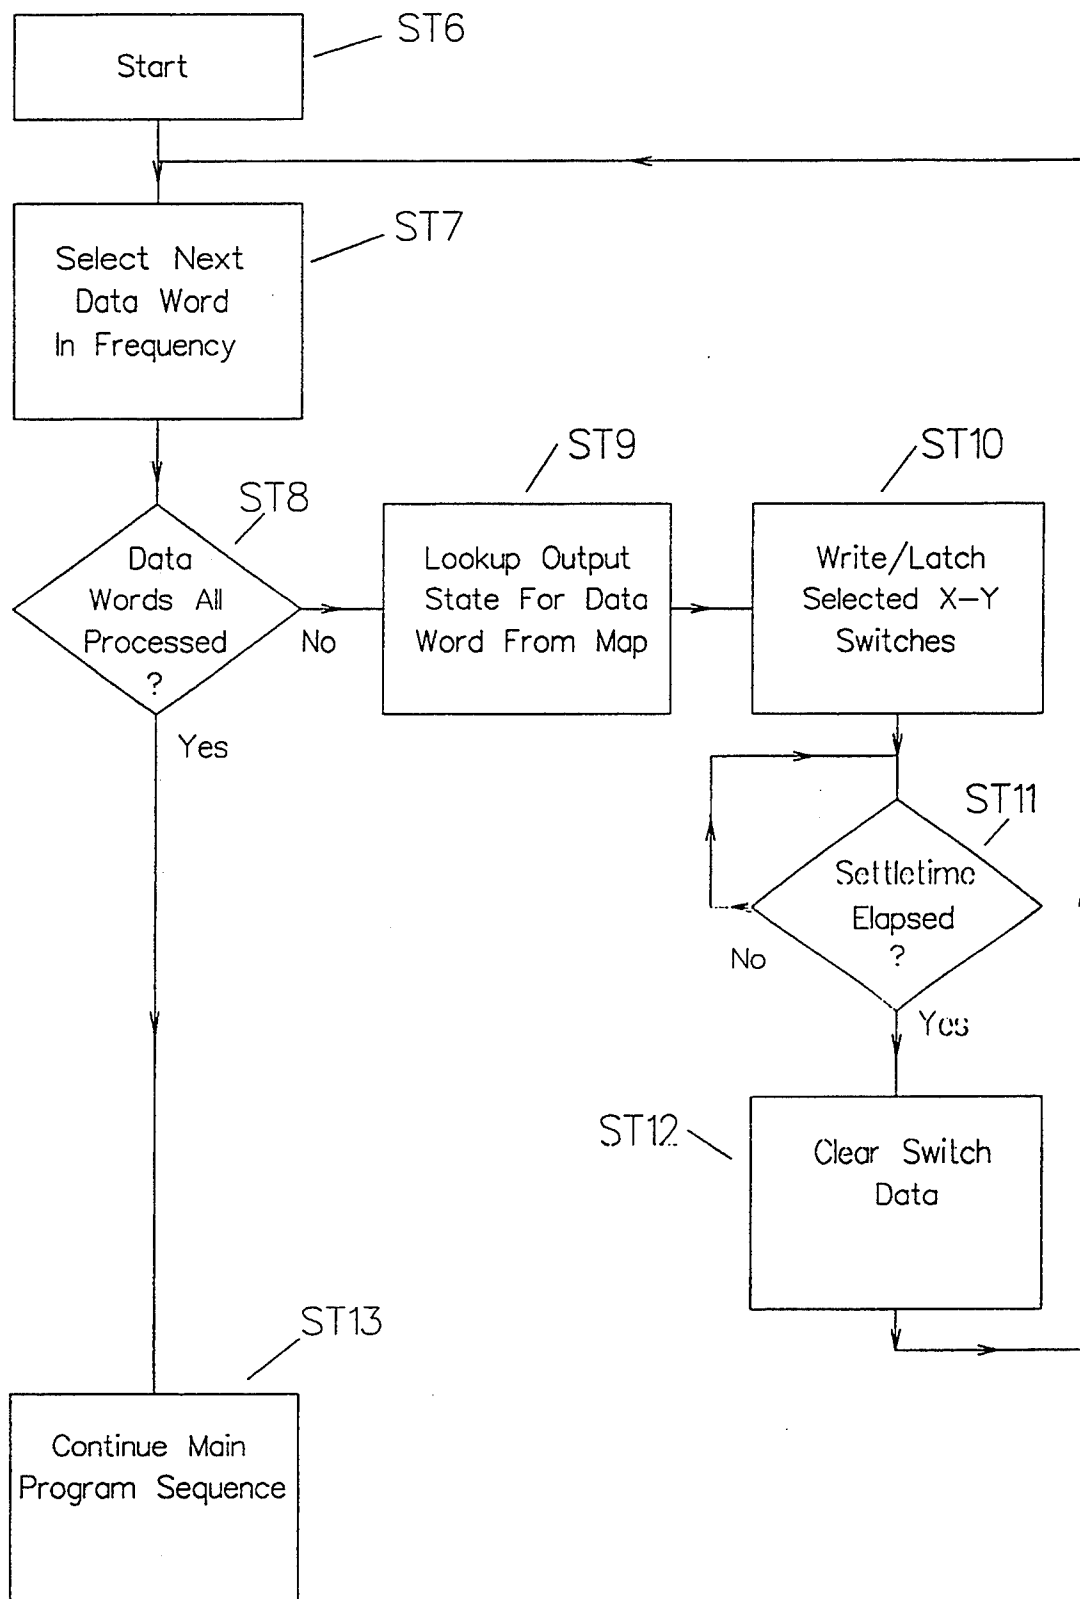 ST6
Start
ST7
Select Next
Data Word
In Frequency
ST8
Data
Words All
Processed
?
No
Yes
ST9
Lookup Output
State For Data
Word From Map
ST10
Write/Latch
Selected X-Y
Switches
ST11
Settletime
Elapsed
?
No
Yes
ST12
Clear Switch
Data
ST13
Continue Main
Program Sequence